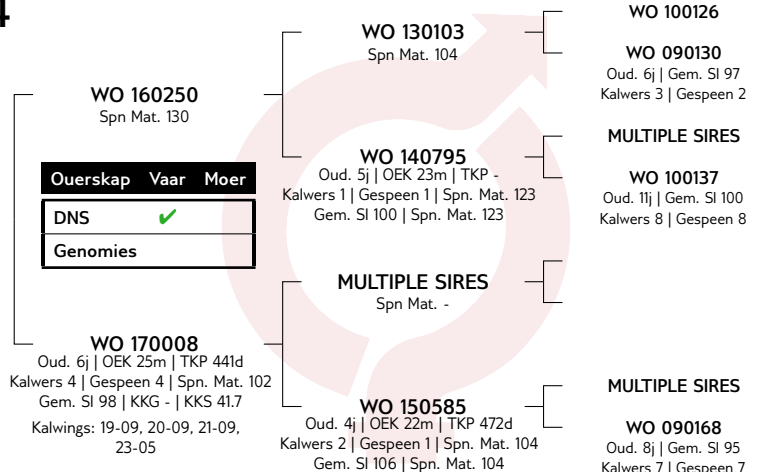 4
WO 160250
Spn Mat. 130
Ouerskap Vaar Moer
DNS ✔
Genomies
WO 170008
Oud. 6j | OEK 25m | TKP 441d
Kalwers 4 | Gespeen 4 | Spn. Mat. 102
Gem. SI 98 | KKG - | KKS 41.7
Kalwings: 19-09, 20-09, 21-09,
23-05
WO 130103
Spn Mat. 104
WO 140795
Oud. 5j | OEK 23m | TKP -
Kalwers 1 | Gespeen 1 | Spn. Mat. 123
Gem. SI 100 | Spn. Mat. 123
MULTIPLE SIRES
Spn Mat. -
WO 150585
Oud. 4j | OEK 22m | TKP 472d
Kalwers 2 | Gespeen 1 | Spn. Mat. 104
Gem. SI 106 | Spn. Mat. 104
WO 100126
WO 090130
Oud. 6j | Gem. SI 97
Kalwers 3 | Gespeen 2
MULTIPLE SIRES
WO 100137
Oud. 11j | Gem. SI 100
Kalwers 8 | Gespeen 8
MULTIPLE SIRES
WO 090168
Oud. 8j | Gem. SI 95
Kalwers 7 | Gespeen 7